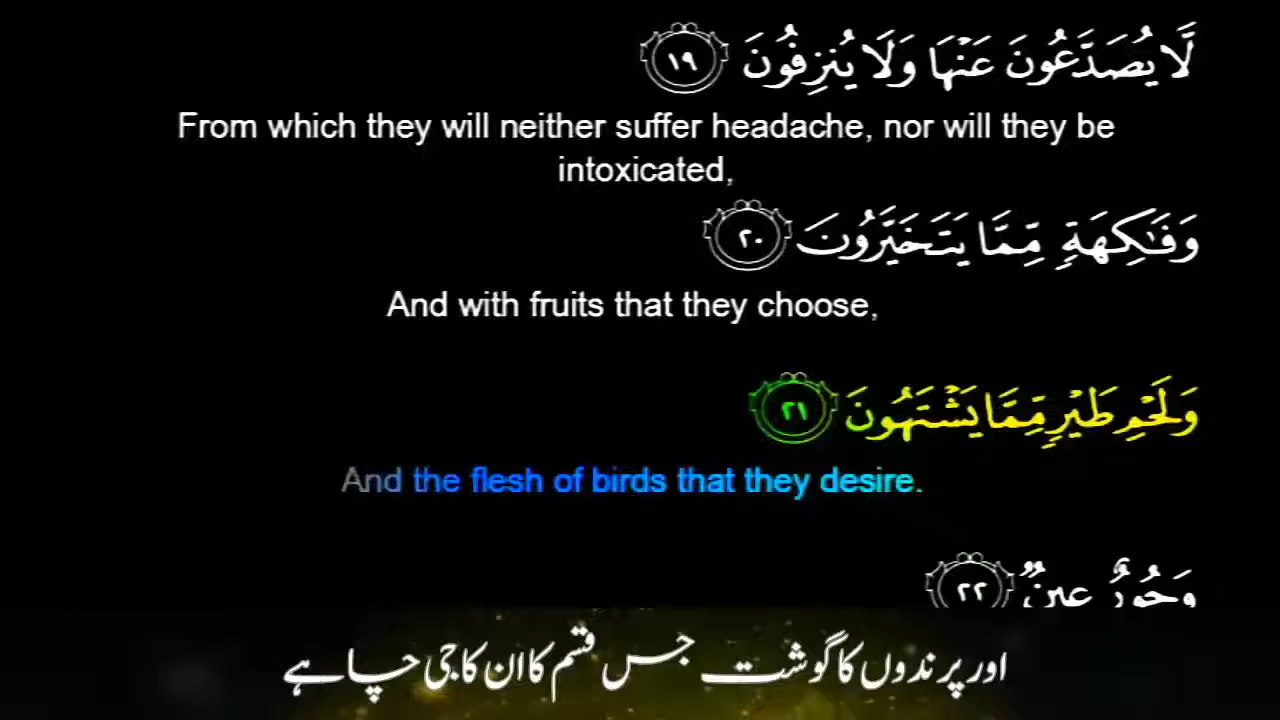 لَّا يُصَدَّعُونَ عَنْهَا وَلَا يُنزِفُونَ ١٩
From which they will neither suffer headache, nor will they be
intoxicated,
وَفَـٰكِهَةٍ مِّمَّا يَتَخَيَّرُونَ ٢٠
And with fruits that they choose,
وَلَحْمِ طَيْرٍ مِّمَّا يَشْتَهُونَ ٢١
And the flesh of birds that they desire.
وَحُورٌ عِينٌ ٢٢
اور پرندوں کا گوشت جس قسم کا ان کا جی چاہے